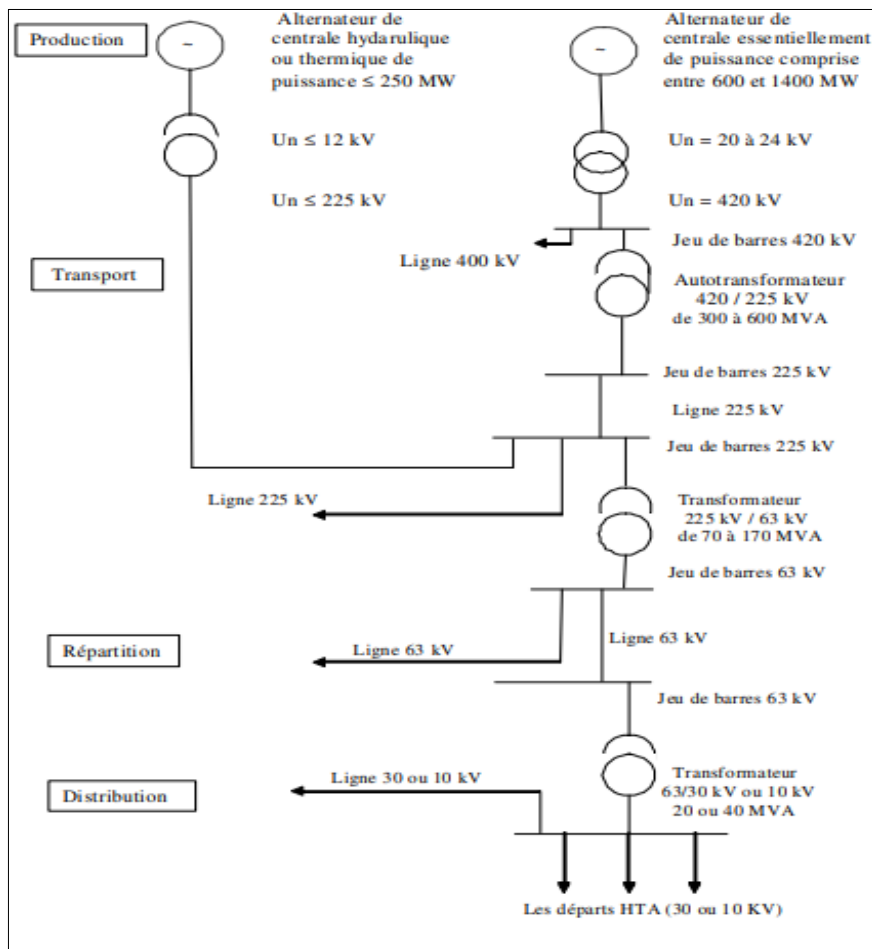 Production
~
Alternateur de
centrale hydarulique
ou thermique de
puissance ≤ 250 MW
~
Alternateur de
centrale essentiellement
de puissance comprise
entre 600 et 1400 MW
Un ≤ 12 kV
Un = 20 à 24 kV
Un ≤ 225 kV
Un = 420 kV
Jeu de barres 420 kV
Ligne 400 kV
Transport
Autotransformateur
420 / 225 kV
de 300 à 600 MVA
Jeu de barres 225 kV
Ligne 225 kV
Jeu de barres 225 kV
Ligne 225 kV
Transformateur
225 kV / 63 kV
de 70 à 170 MVA
Jeu de barres 63 kV
Répartition
Ligne 63 kV
Ligne 63 kV
Jeu de barres 63 kV
Distribution
Ligne 30 ou 10 kV
Transformateur
63/30 kV ou 10 kV
20 ou 40 MVA
Les départs HTA (30 ou 10 KV)